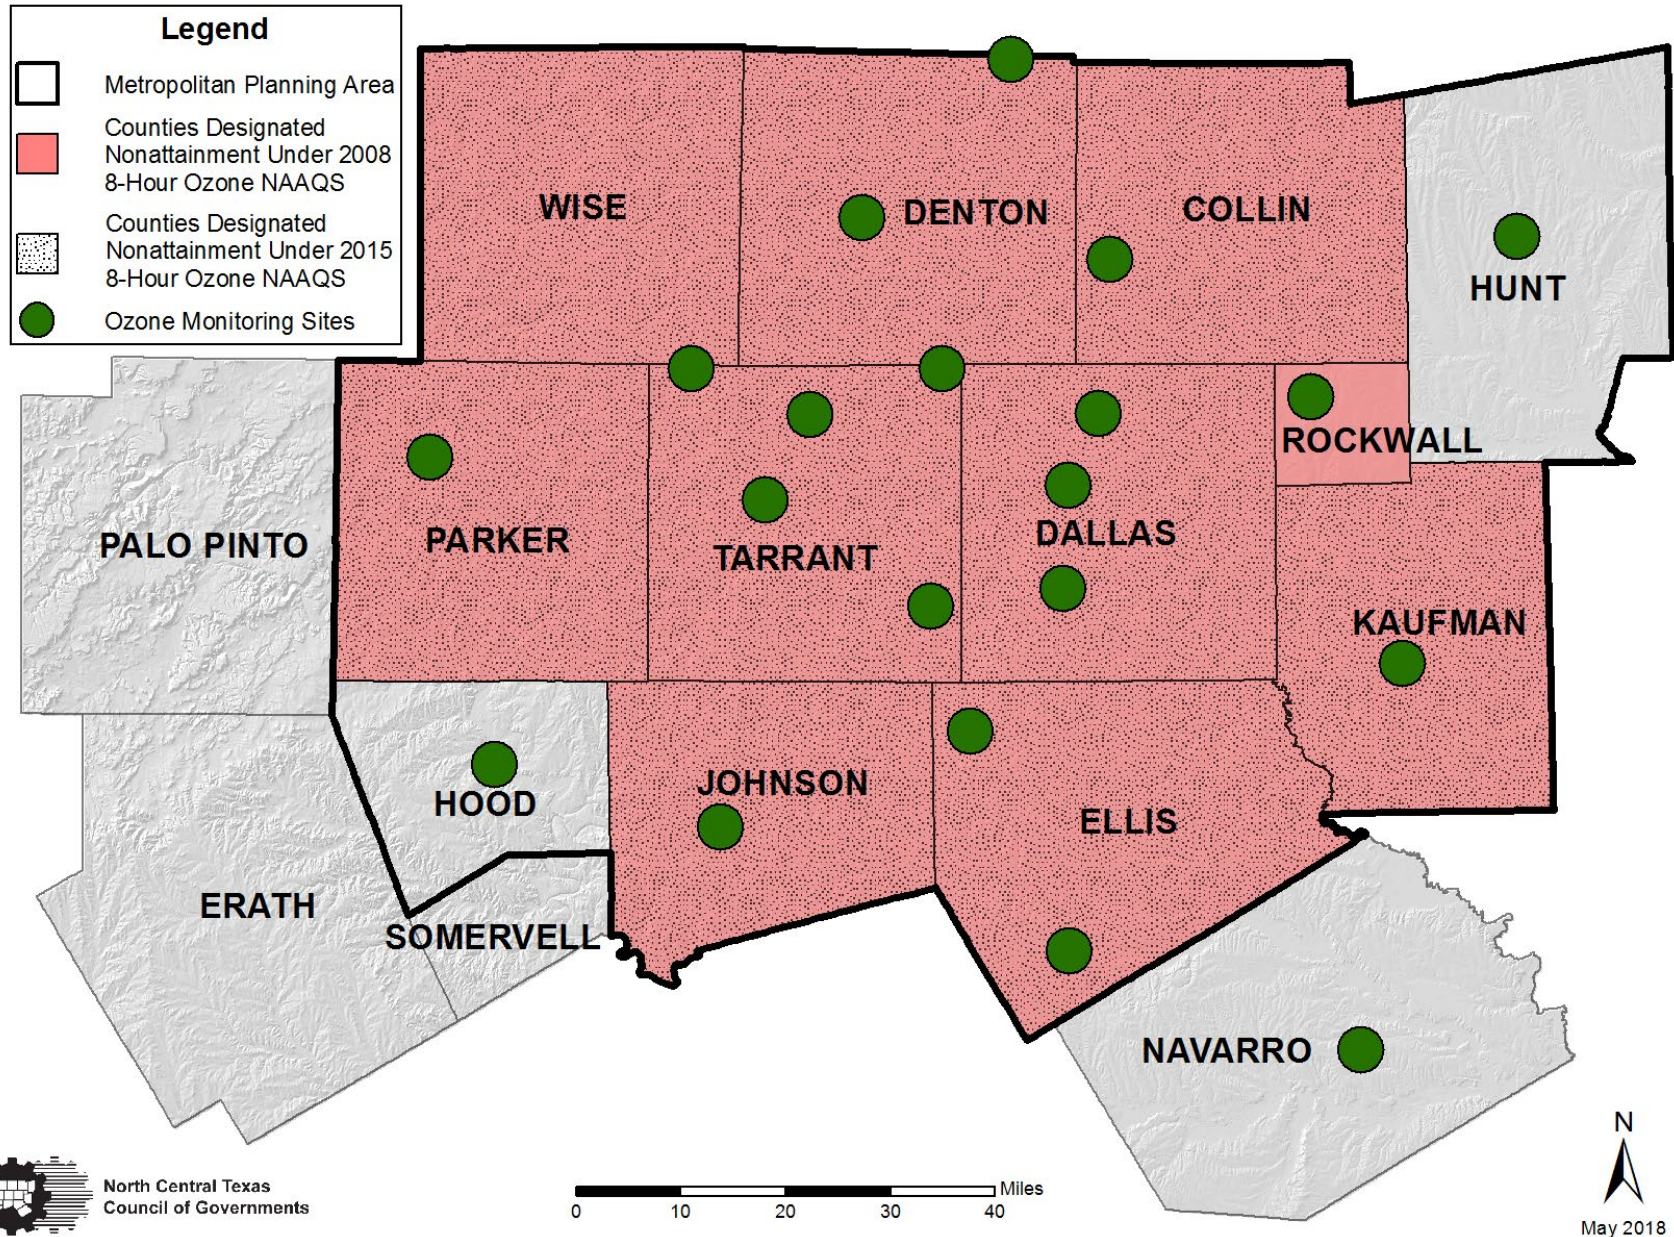 Legend
Metropolitan Planning Area
Counties Designated
Nonattainment Under 2008
8-Hour Ozone NAAQS
Counties Designated
Nonattainment Under 2015
8-Hour Ozone NAAQS
Ozone Monitoring Sites
WISE
DENTON
COLLIN
HUNT
ROCKWALL
PALO PINTO
PARKER
TARRANT
DALLAS
KAUFMAN
HOOD
JOHNSON
ELLIS
ERATH
SOMERVELL
NAVARRO
North Central Texas
Council of Governments
Miles
0 10 20 30 40
N
May 2018